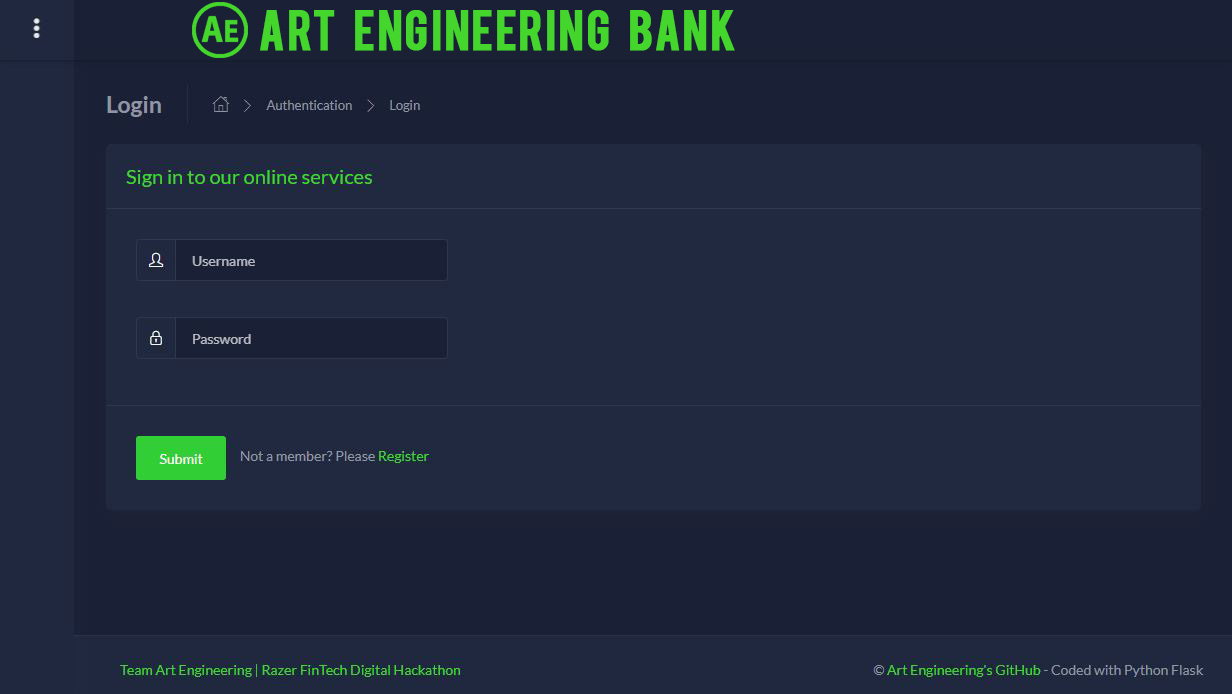 AE ART ENGINEERING BANK
Login Authentication Login
Sign in to our online services
Username
Password
Submit Not a member? Please Register
Team Art Engineering | Razer FinTech Digital Hackathon © Art Engineering's GitHub - Coded with Python Flask